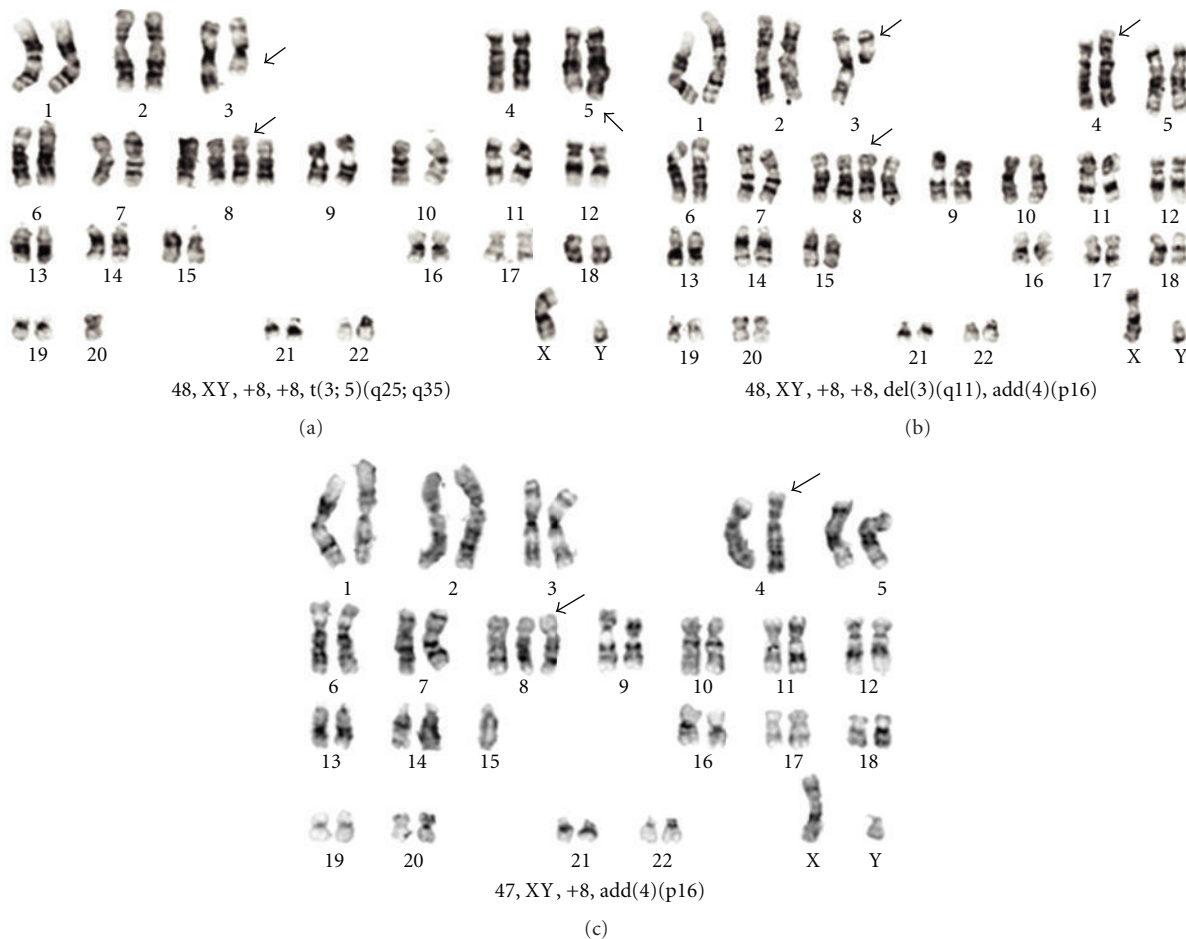 1 2 3 4 5
6 7 8 9 10 11 12
13 14 15 16 17 18
19 20 21 22 X Y
48, XY, +8, +8, t(3; 5)(q25; q35)
(a)
1 2 3 4 5
6 7 8 9 10 11 12
13 14 15 16 17 18
19 20 21 22 X Y
48, XY, +8, +8, del(3)(q11), add(4)(p16)
(b)
1 2 3 4 5
6 7 8 9 10 11 12
13 14 15 16 17 18
19 20 21 22 X Y
47, XY, +8, add(4)(p16)
(c)